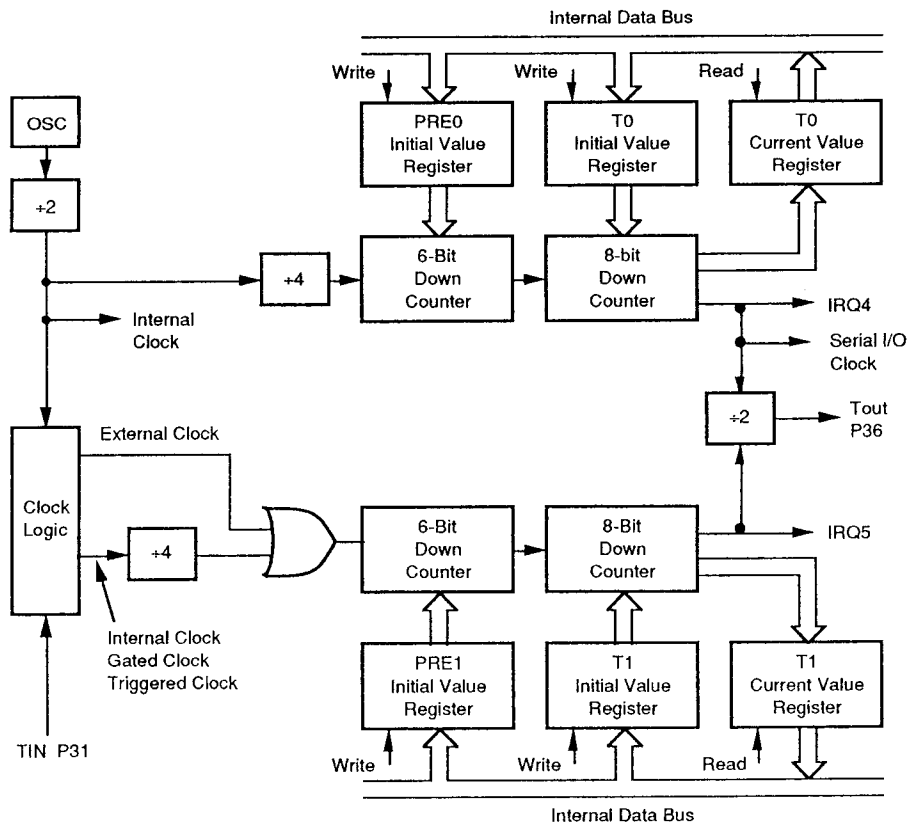 Internal Data Bus
Write
Write
Read
OSC
PRE0
Initial Value
Register
T0
Initial Value
Register
T0
Current Value
Register
÷2
÷4
6-Bit
Down
Counter
8-bit
Down
Counter
Internal
Clock
IRQ4
Serial I/O
Clock
÷2
Tout
P36
External Clock
Clock
Logic
÷4
6-Bit
Down
Counter
8-Bit
Down
Counter
IRQ5
Internal Clock
Gated Clock
Triggered Clock
PRE1
Initial Value
Register
T1
Initial Value
Register
T1
Current Value
Register
TIN P31
Write
Write
Read
Internal Data Bus